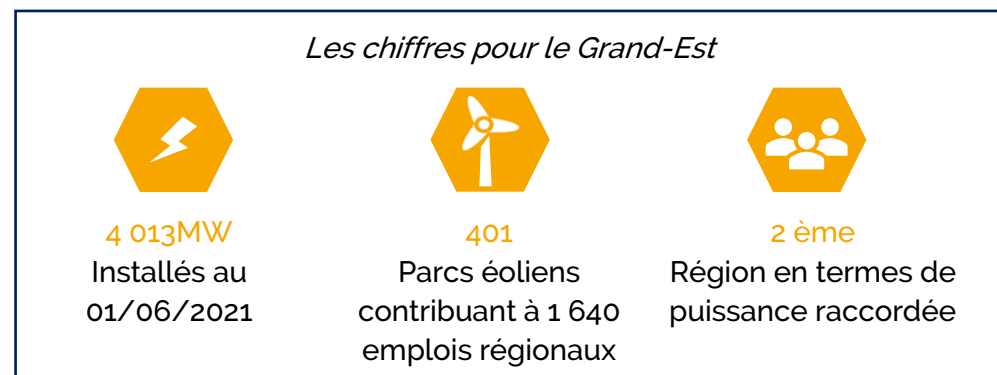 Les chiffres pour le Grand-Est
4 013MW
Installés au
01/06/2021
401
Parcs éoliens
contribuant à 1 640
emplois régionaux
2 ème
Région en termes de
puissance raccordée